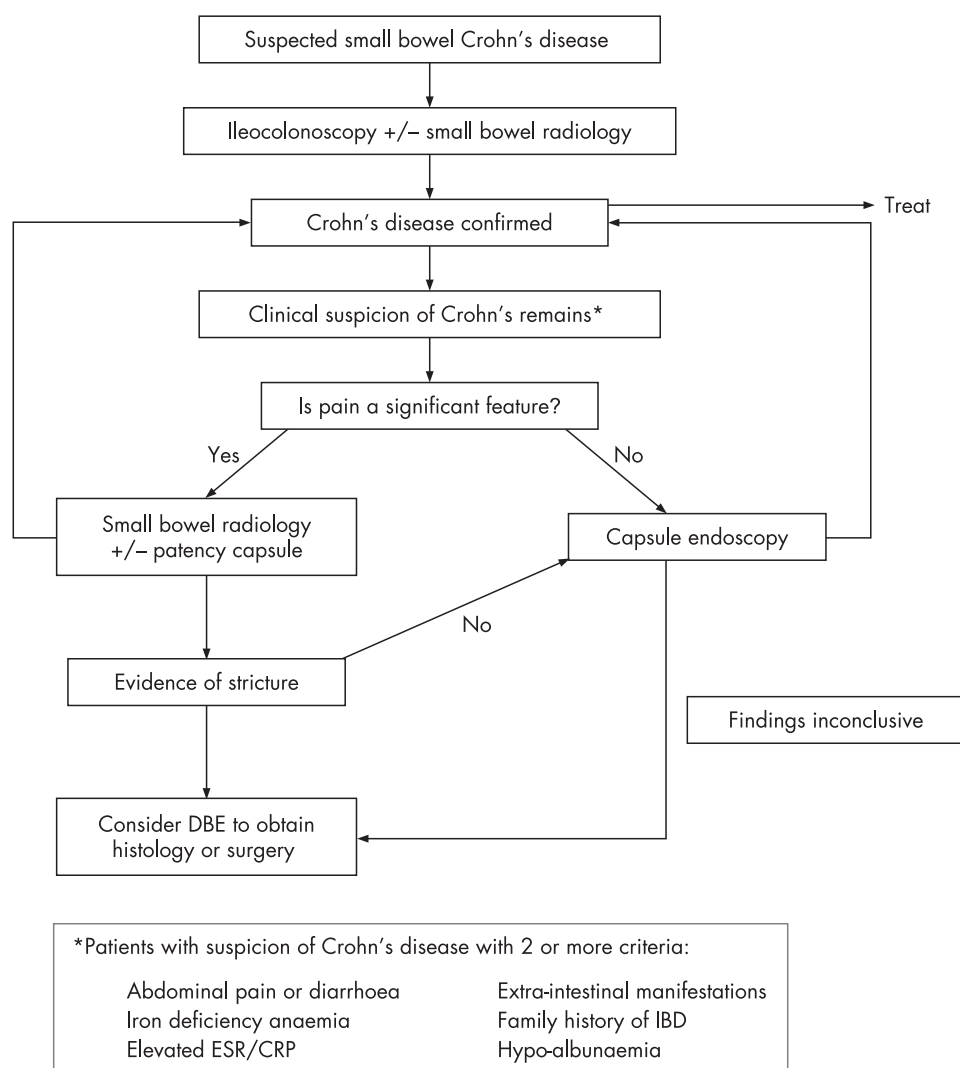 Suspected small bowel Crohn's disease
Ileocolonoscopy +/– small bowel radiology
Crohn's disease confirmed
Treat
Clinical suspicion of Crohn's remains*
Is pain a significant feature?
Yes
No
Small bowel radiology
+/– patency capsule
Capsule endoscopy
No
Evidence of stricture
Findings inconclusive
Consider DBE to obtain
histology or surgery
*Patients with suspicion of Crohn's disease with 2 or more criteria:
Abdominal pain or diarrhoea
Extra-intestinal manifestations
Iron deficiency anaemia
Family history of IBD
Elevated ESR/CRP
Hypo-albunaemia